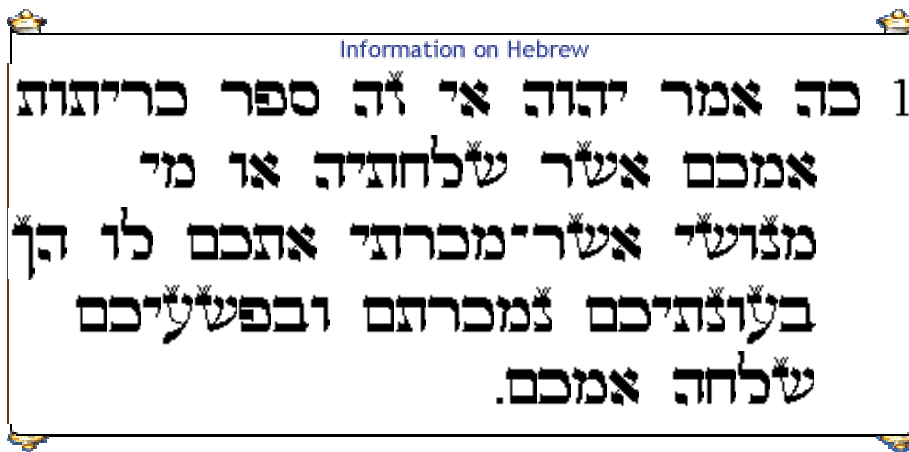 Information on Hebrew
1 כה אמר יהוה אי זה ספר כריתות
אמכם אשר שלחתיה או מי
מנושי אשר־מכרתי אתכם לו הן
בעונתיכם נמכרתם ובפשעיכם
שלחה אמכם.